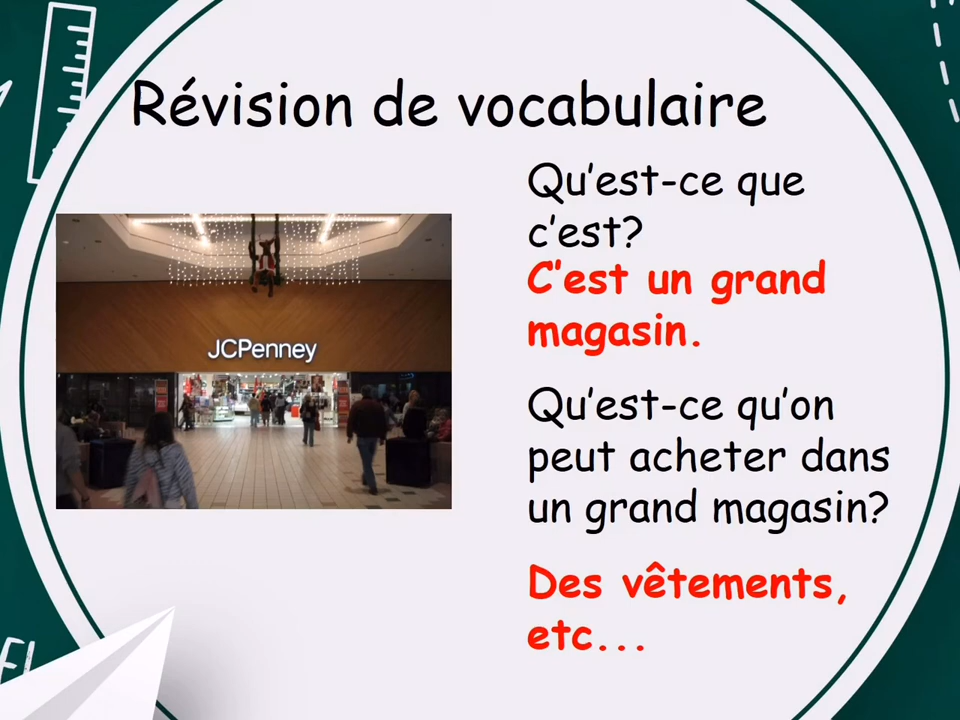 Révision de vocabulaire
Qu'est-ce que
c'est?
C'est un grand
magasin.
JCPenney
Qu'est-ce qu'on
peut acheter dans
un grand magasin?
Des vêtements,
etc...